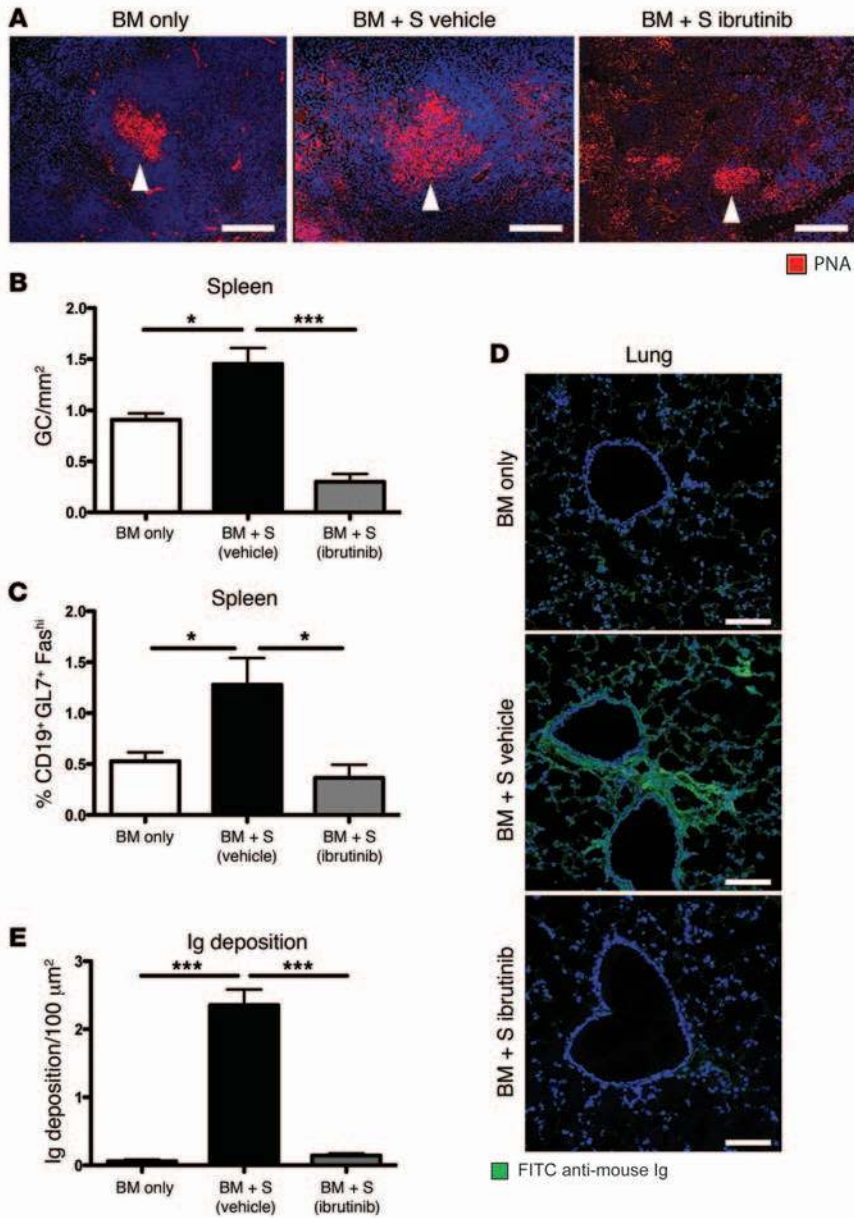 A
BM only
BM + S vehicle
BM + S ibrutinib
PNA
B
Spleen
GC/mm²
2.0
1.5
1.0
0.5
0.0
*
***
BM only
BM + S
(vehicle)
BM + S
(ibrutinib)
C
Spleen
% CD19⁺ GL7⁺ Fasʰⁱ
2.0
1.5
1.0
0.5
0.0
*
*
BM only
BM + S
(vehicle)
BM + S
(ibrutinib)
D
Lung
BM only
BM + S vehicle
BM + S ibrutinib
FITC anti-mouse Ig
E
Ig deposition
Ig deposition/100 μm²
3
2
1
0
***
***
BM only
BM + S
(vehicle)
BM + S
(ibrutinib)